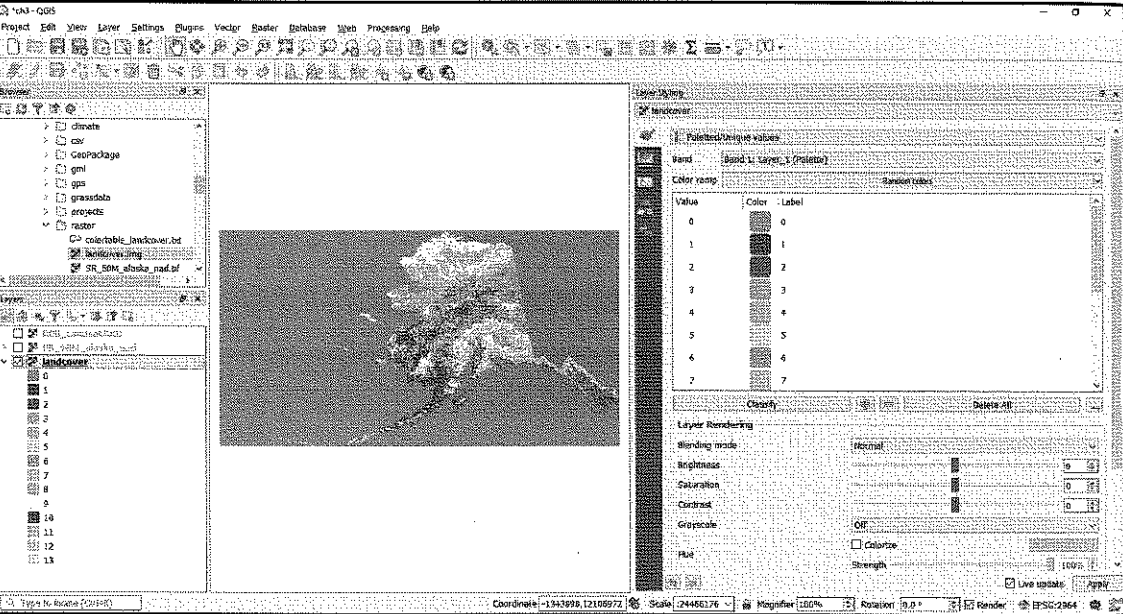 *ch3 - QGIS
Project Edit View Layer Settings Plugins Vector Raster Database Web Processing Help
Browser
climate
csv
GeoPackage
gml
gps
grassdata
projects
raster
colortable_landcover.txt
landcover.img
SR_50M_alaska_nad.tif
Layers
SR_50M_alaska_nad
landcover
0
1
2
3
4
5
6
7
8
9
10
11
12
13
Layer Styling
landcover
Paletted/Unique values
Band Band 1: Layer_1 (Palette)
Color ramp Random colors
Value Color Label
0 0
1 1
2 2
3 3
4 4
5 5
6 6
7 7
Classify Delete All
Layer Rendering
Blending mode Normal
Brightness 0
Saturation 0
Contrast 0
Grayscale Off
Hue Colorize
Strength 100%
Live update Apply
Type to locate (Ctrl+K) Coordinate Scale :24466176 Magnifier 100% Rotation 0.0 ° Render EPSG:2964